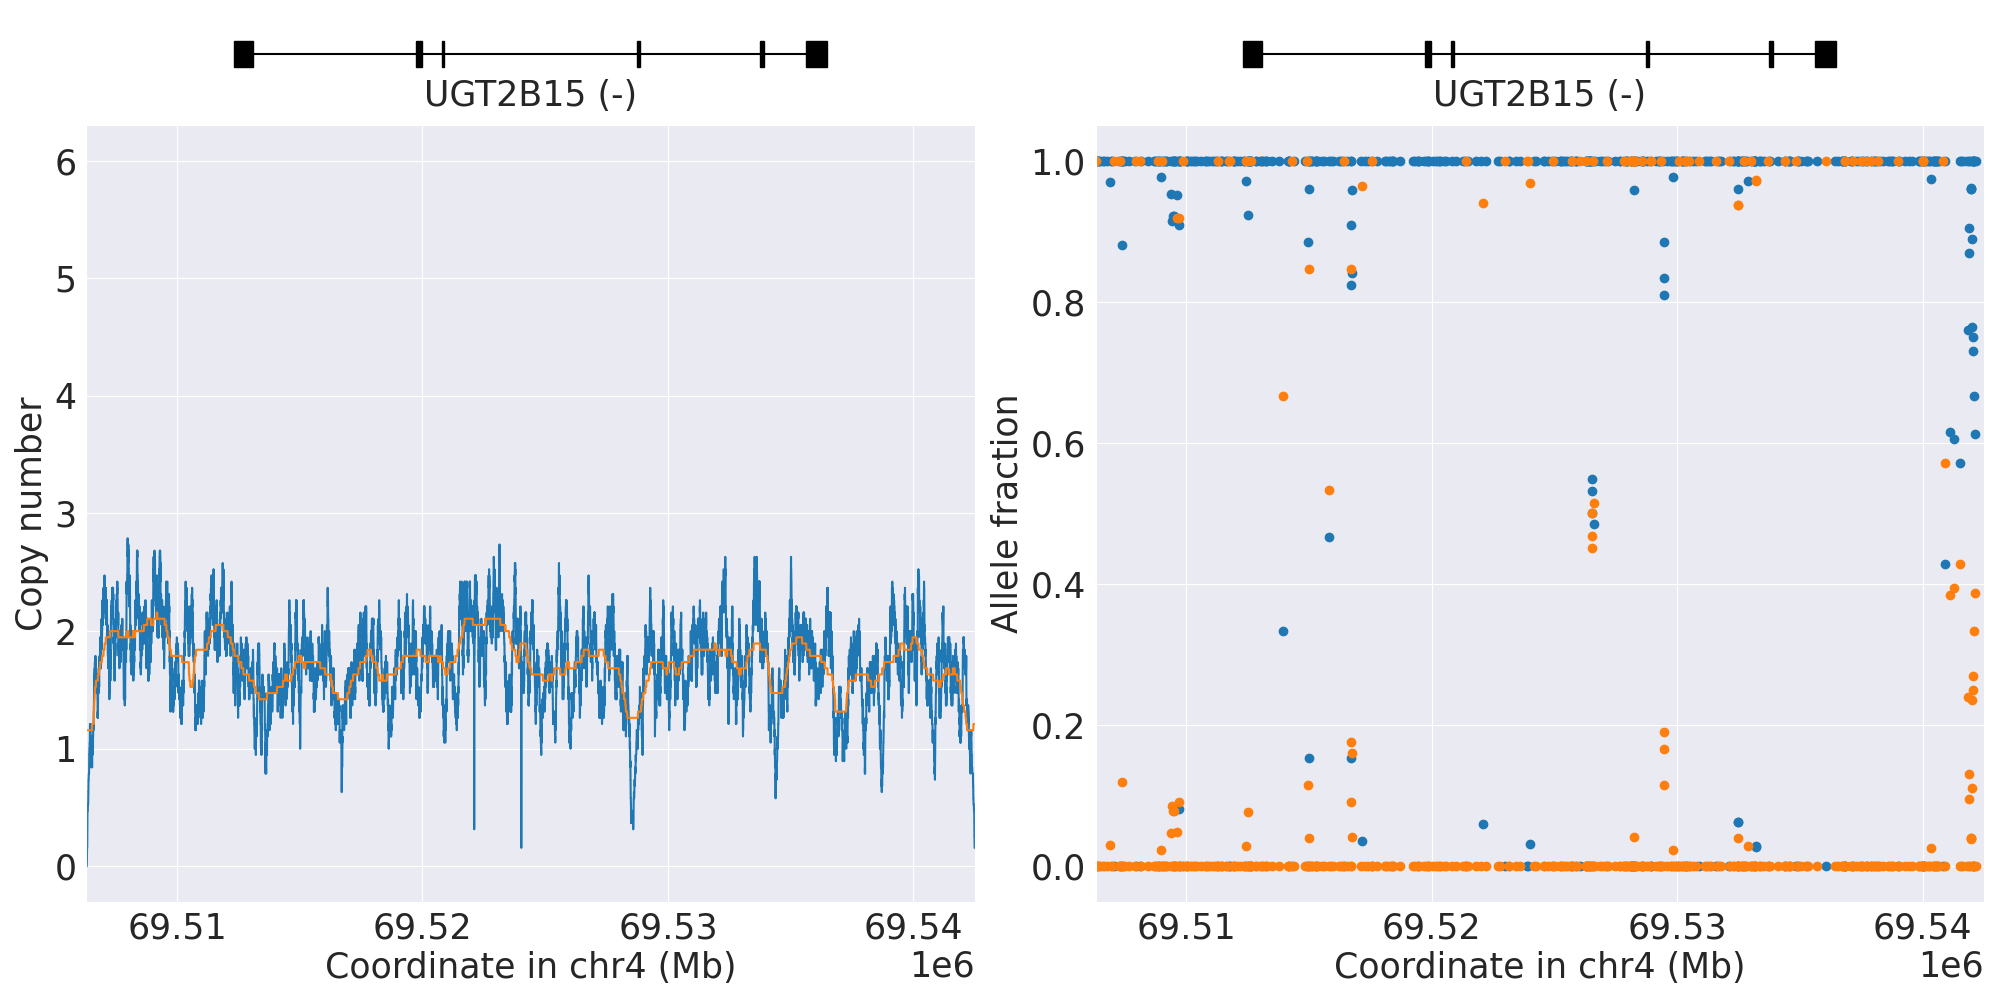 UGT2B15 (-)
UGT2B15 (-)
Copy number
6
5
4
3
2
1
0
69.51 69.52 69.53 69.54
Coordinate in chr4 (Mb)
1e6
Allele fraction
1.0
0.8
0.6
0.4
0.2
0.0
69.51 69.52 69.53 69.54
Coordinate in chr4 (Mb)
1e6